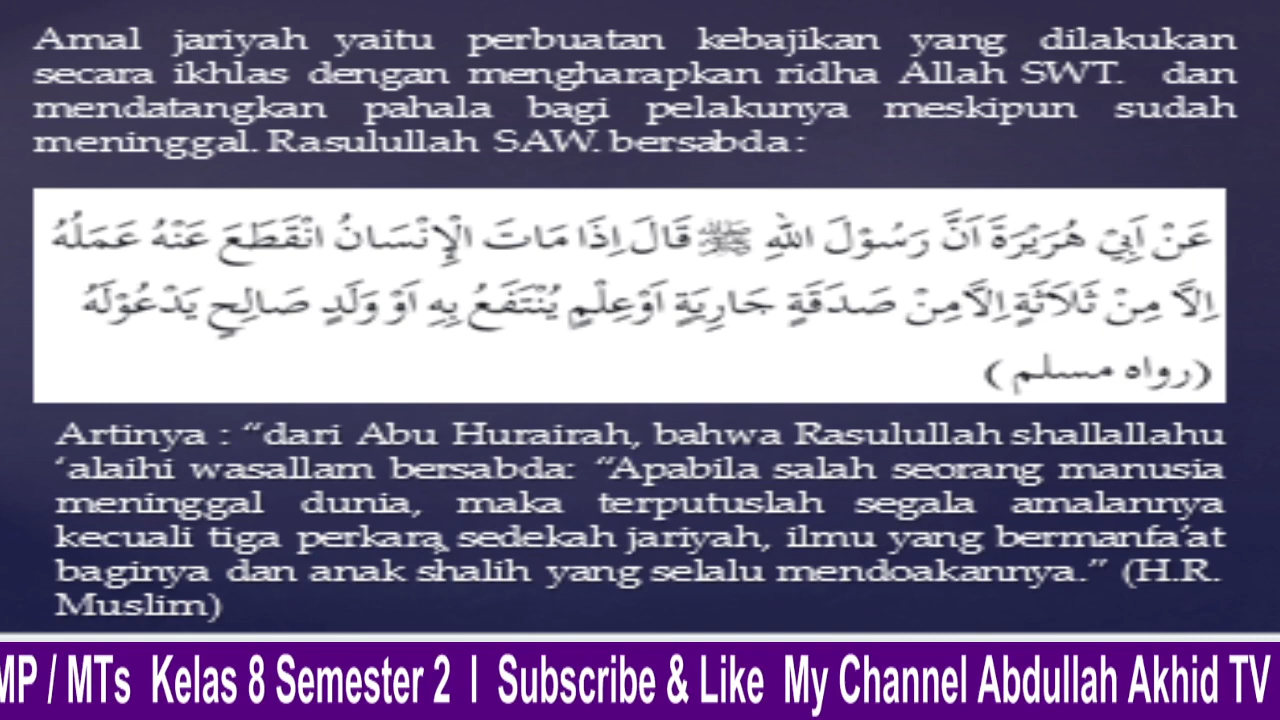 Amal jariyah yaitu perbuatan kebajikan yang dilakukan
secara ikhlas dengan mengharapkan ridha Allah SWT. dan
mendatangkan pahala bagi pelakunya meskipun sudah
meninggal. Rasulullah SAW. bersabda :
عَنْ اَبِيْ هُرَيْرَةَ اَنَّ رَسُوْلَ اللهِ ﷺ قَالَ اِذَا مَاتَ الْإِنْسَانُ انْقَطَعَ عَنْهُ عَمَلُهُ
اِلاَّ مِنْ ثَلاَثَةٍ اِلاَّمِنْ صَدَقَةٍ جَارِيَةٍ اَوْعِلْمٍ يُنْتَفَعُ بِهِ اَوْ وَلَدٍ صَالِحٍ يَدْعُوْلَهُ
(رواه مسلم )
Artinya : “dari Abu Hurairah, bahwa Rasulullah shallallahu
‘alaihi wasallam bersabda: “Apabila salah seorang manusia
meninggal dunia, maka terputuslah segala amalannya
kecuali tiga perkara, sedekah jariyah, ilmu yang bermanfa’at
baginya dan anak shalih yang selalu mendoakannya.” (H.R.
Muslim)
MP / MTs Kelas 8 Semester 2 I Subscribe & Like My Channel Abdullah Akhid TV